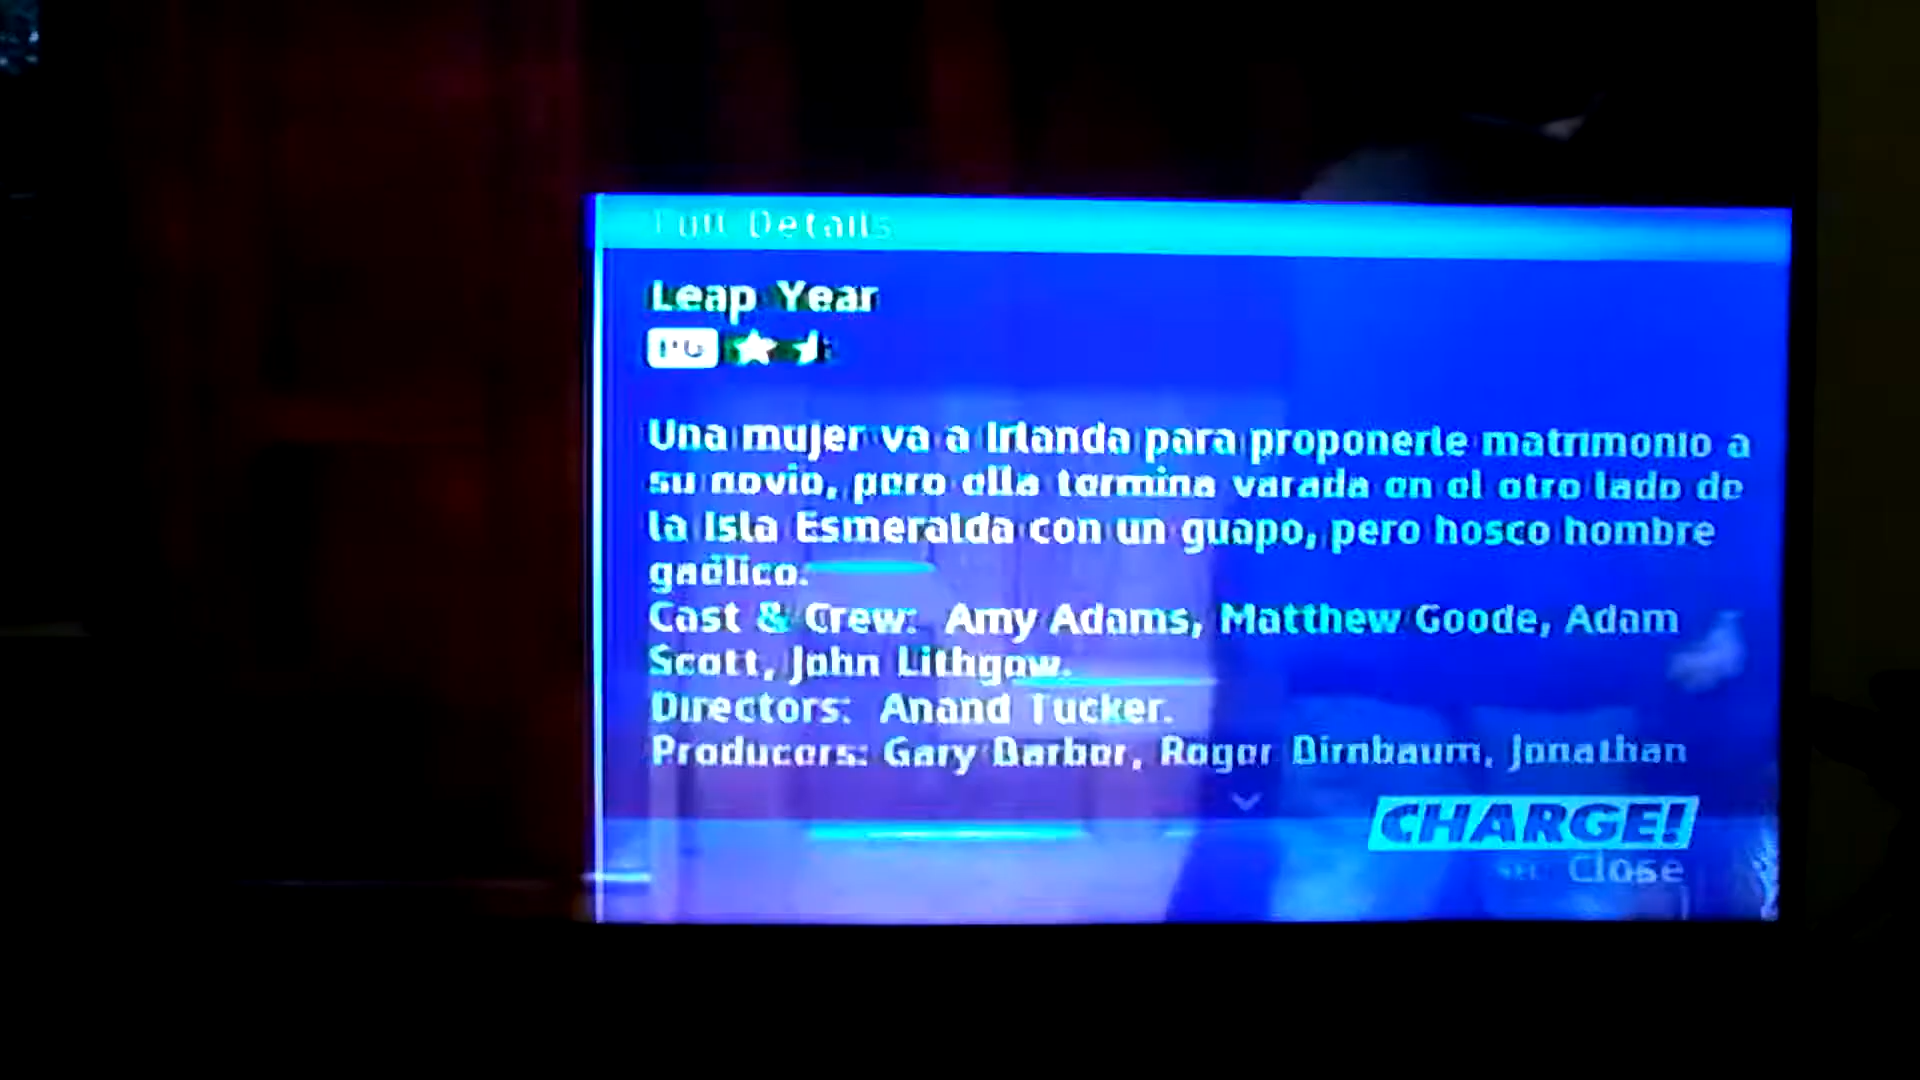 Full Details
Leap Year
PG
Una mujer va a Irlanda para proponerle matrimonio a
su novio, pero ella termina varada en el otro lado de
la Isla Esmeralda con un guapo, pero hosco hombre
gaélico.
Cast & Crew: Amy Adams, Matthew Goode, Adam
Scott, John Lithgow.
Directors: Anand Tucker.
Producers: Gary Barber, Roger Birnbaum, Jonathan
CHARGE!
Close